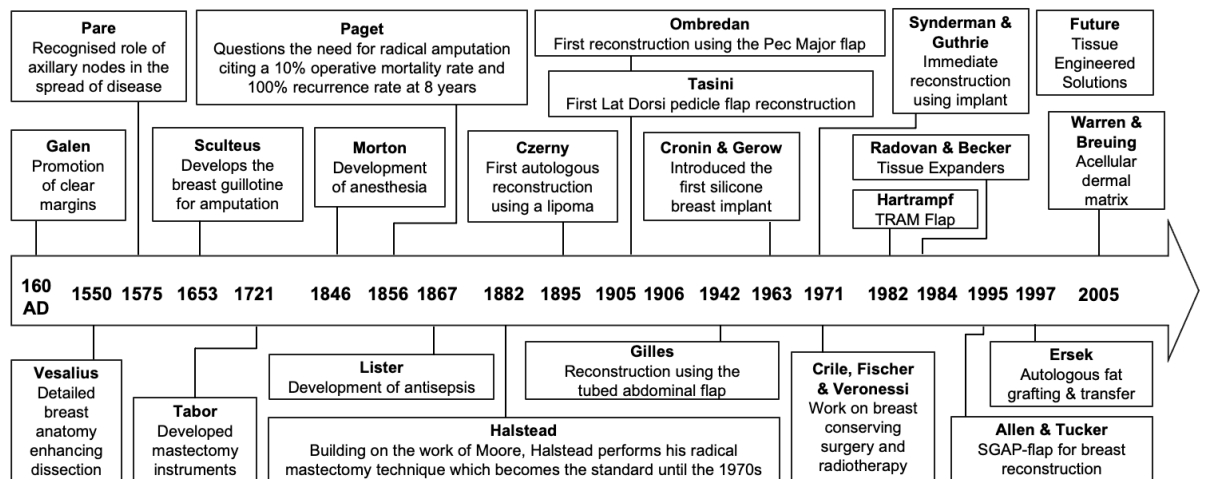 Pare
Recognised role of
axillary nodes in the
spread of disease
Paget
Questions the need for radical amputation
citing a 10% operative mortality rate and
100% recurrence rate at 8 years
Ombredan
First reconstruction using the Pec Major flap
Tasini
First Lat Dorsi pedicle flap reconstruction
Synderman &
Guthrie
Immediate
reconstruction
using implant
Future
Tissue
Engineered
Solutions
Galen
Promotion
of clear
margins
Sculteus
Develops the
breast guillotine
for amputation
Morton
Development
of anesthesia
Czerny
First autologous
reconstruction
using a lipoma
Cronin & Gerow
Introduced the
first silicone
breast implant
Radovan & Becker
Tissue Expanders
Hartrampf
TRAM Flap
Warren &
Breuing
Acellular
dermal
matrix
160
AD
1550
1575
1653
1721
1846
1856
1867
1882
1895
1905
1906
1942
1963
1971
1982
1984
1995
1997
2005
Vesalius
Detailed
breast
anatomy
enhancing
dissection
Tabor
Developed
mastectomy
instruments
Lister
Development of antisepsis
Halstead
Building on the work of Moore, Halstead performs his radical
mastectomy technique which becomes the standard until the 1970s
Gilles
Reconstruction using the
tubed abdominal flap
Crile, Fischer
& Veronessi
Work on breast
conserving
surgery and
radiotherapy
Ersek
Autologous fat
grafting & transfer
Allen & Tucker
SGAP-flap for breast
reconstruction